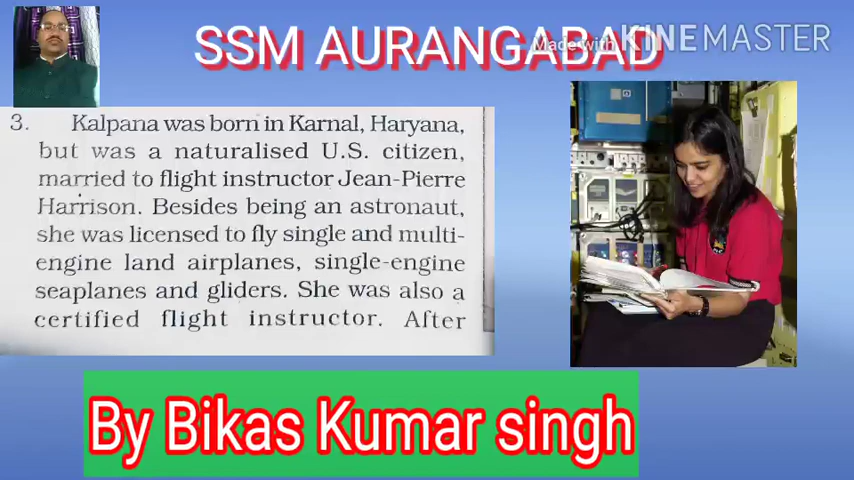 SSM AURANGABAD
Made with KINEMASTER
3. Kalpana was born in Karnal, Haryana,
but was a naturalised U.S. citizen,
married to flight instructor Jean-Pierre
Harrison. Besides being an astronaut,
she was licensed to fly single and multi-
engine land airplanes, single-engine
seaplanes and gliders. She was also a
certified flight instructor. After
By Bikas Kumar singh